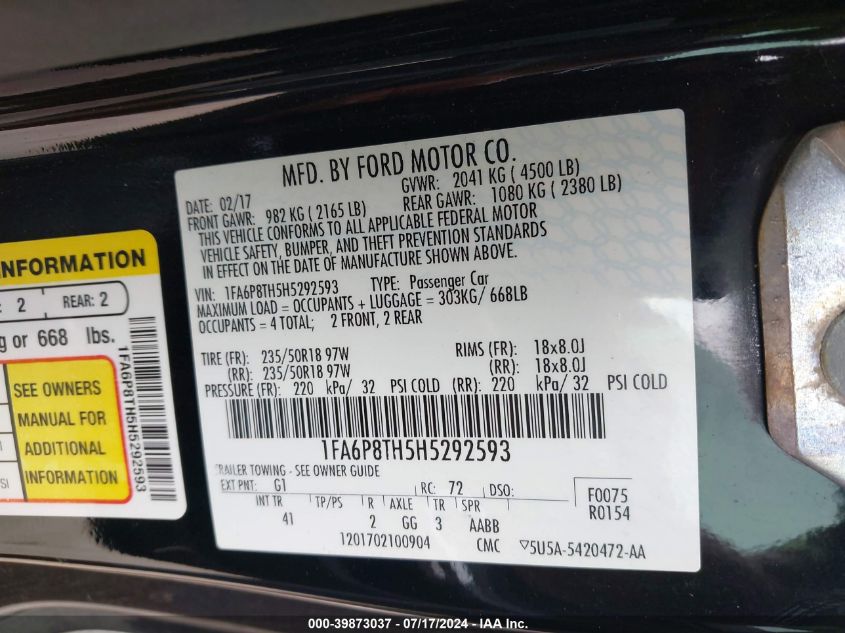 MFD. BY FORD MOTOR CO.
DATE: 02/17
GVWR: 2041 KG ( 4500 LB)
FRONT GAWR: 982 KG ( 2165 LB)
REAR GAWR: 1080 KG ( 2380 LB)
THIS VEHICLE CONFORMS TO ALL APPLICABLE FEDERAL MOTOR
VEHICLE SAFETY, BUMPER, AND THEFT PREVENTION STANDARDS
IN EFFECT ON THE DATE OF MANUFACTURE SHOWN ABOVE.
VIN: 1FA6P8TH5H5292593 TYPE: Passenger Car
MAXIMUM LOAD = OCCUPANTS + LUGGAGE = 303KG/ 668LB
OCCUPANTS = 4 TOTAL; 2 FRONT, 2 REAR
TIRE (FR): 235/50R18 97W RIMS (FR): 18x8.0J
(RR): 235/50R18 97W (RR): 18x8.0J
PRESSURE (FR): 220 kPa/ 32 PSI COLD (RR): 220 kPa/ 32 PSI COLD
1FA6P8TH5H5292593
TRAILER TOWING - SEE OWNER GUIDE
EXT PNT: G1 RC: 72 DSO:
F0075
R0154
INT TR TP/PS R AXLE TR SPR
41 2 GG 3 AABB
1201702100904 CMC 5U5A-5420472-AA
INFORMATION
: 2 REAR: 2
g or 668 lbs.
SEE OWNERS
MANUAL FOR
ADDITIONAL
INFORMATION
SI
1FA6P8TH5H5292593
000-39873037 - 07/17/2024 - IAA Inc.